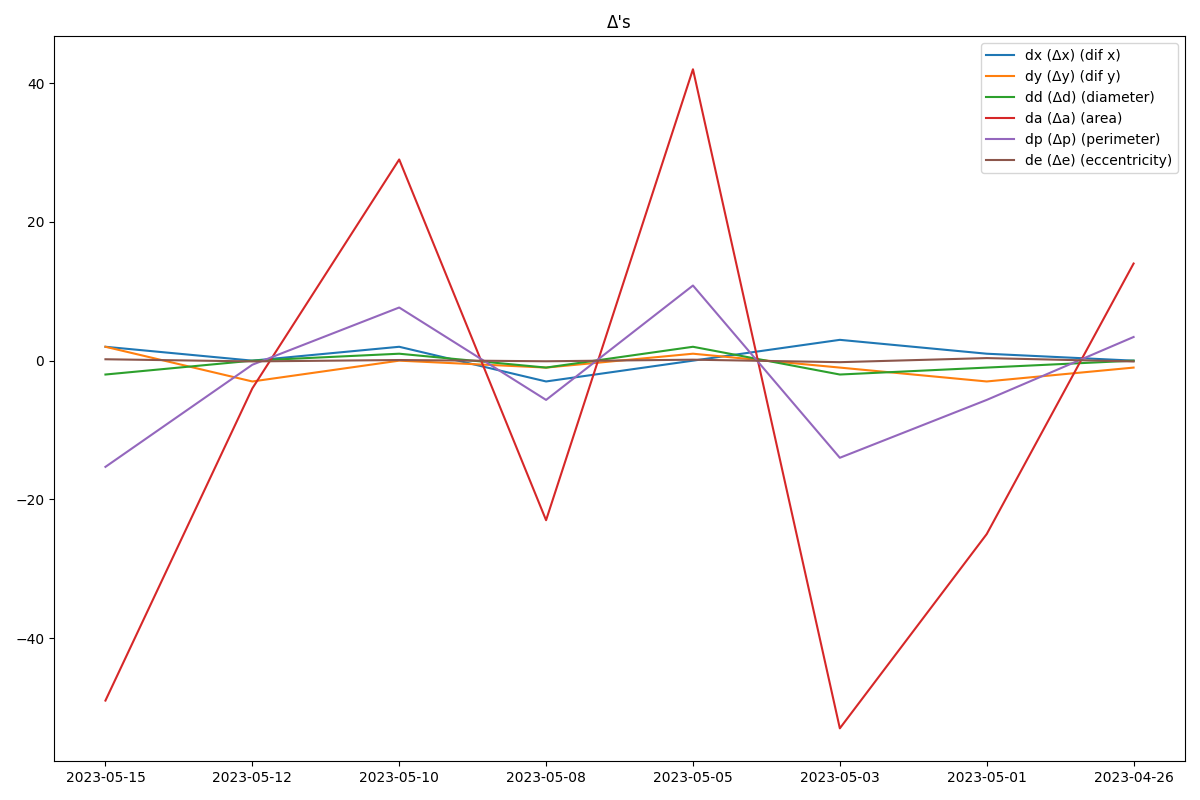 Δ's
dx (Δx) (dif x)
dy (Δy) (dif y)
dd (Δd) (diameter)
da (Δa) (area)
dp (Δp) (perimeter)
de (Δe) (eccentricity)
40
20
0
−20
−40
2023-05-15 2023-05-12 2023-05-10 2023-05-08 2023-05-05 2023-05-03 2023-05-01 2023-04-26